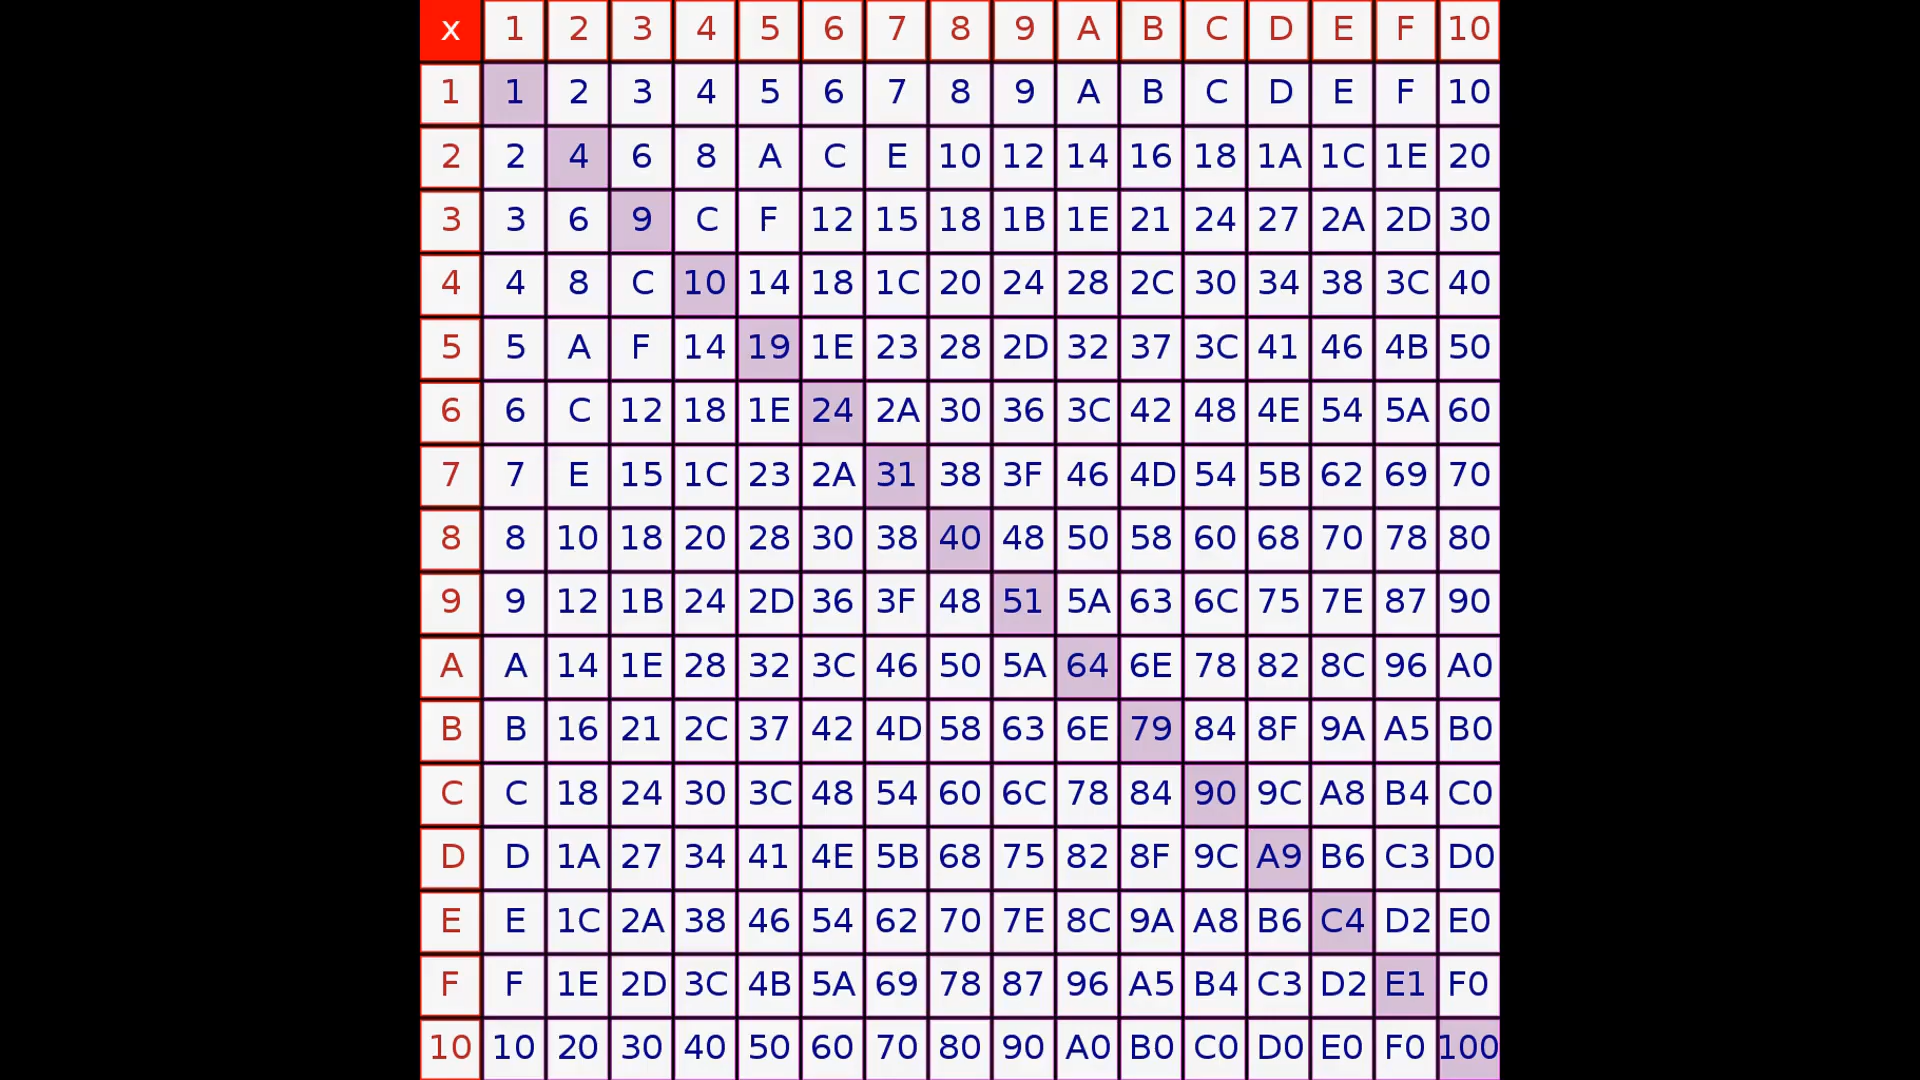 x 1 2 3 4 5 6 7 8 9 A B C D E F 10
1 1 2 3 4 5 6 7 8 9 A B C D E F 10
2 2 4 6 8 A C E 10 12 14 16 18 1A 1C 1E 20
3 3 6 9 C F 12 15 18 1B 1E 21 24 27 2A 2D 30
4 4 8 C 10 14 18 1C 20 24 28 2C 30 34 38 3C 40
5 5 A F 14 19 1E 23 28 2D 32 37 3C 41 46 4B 50
6 6 C 12 18 1E 24 2A 30 36 3C 42 48 4E 54 5A 60
7 7 E 15 1C 23 2A 31 38 3F 46 4D 54 5B 62 69 70
8 8 10 18 20 28 30 38 40 48 50 58 60 68 70 78 80
9 9 12 1B 24 2D 36 3F 48 51 5A 63 6C 75 7E 87 90
A A 14 1E 28 32 3C 46 50 5A 64 6E 78 82 8C 96 A0
B B 16 21 2C 37 42 4D 58 63 6E 79 84 8F 9A A5 B0
C C 18 24 30 3C 48 54 60 6C 78 84 90 9C A8 B4 C0
D D 1A 27 34 41 4E 5B 68 75 82 8F 9C A9 B6 C3 D0
E E 1C 2A 38 46 54 62 70 7E 8C 9A A8 B6 C4 D2 E0
F F 1E 2D 3C 4B 5A 69 78 87 96 A5 B4 C3 D2 E1 F0
10 10 20 30 40 50 60 70 80 90 A0 B0 C0 D0 E0 F0 100